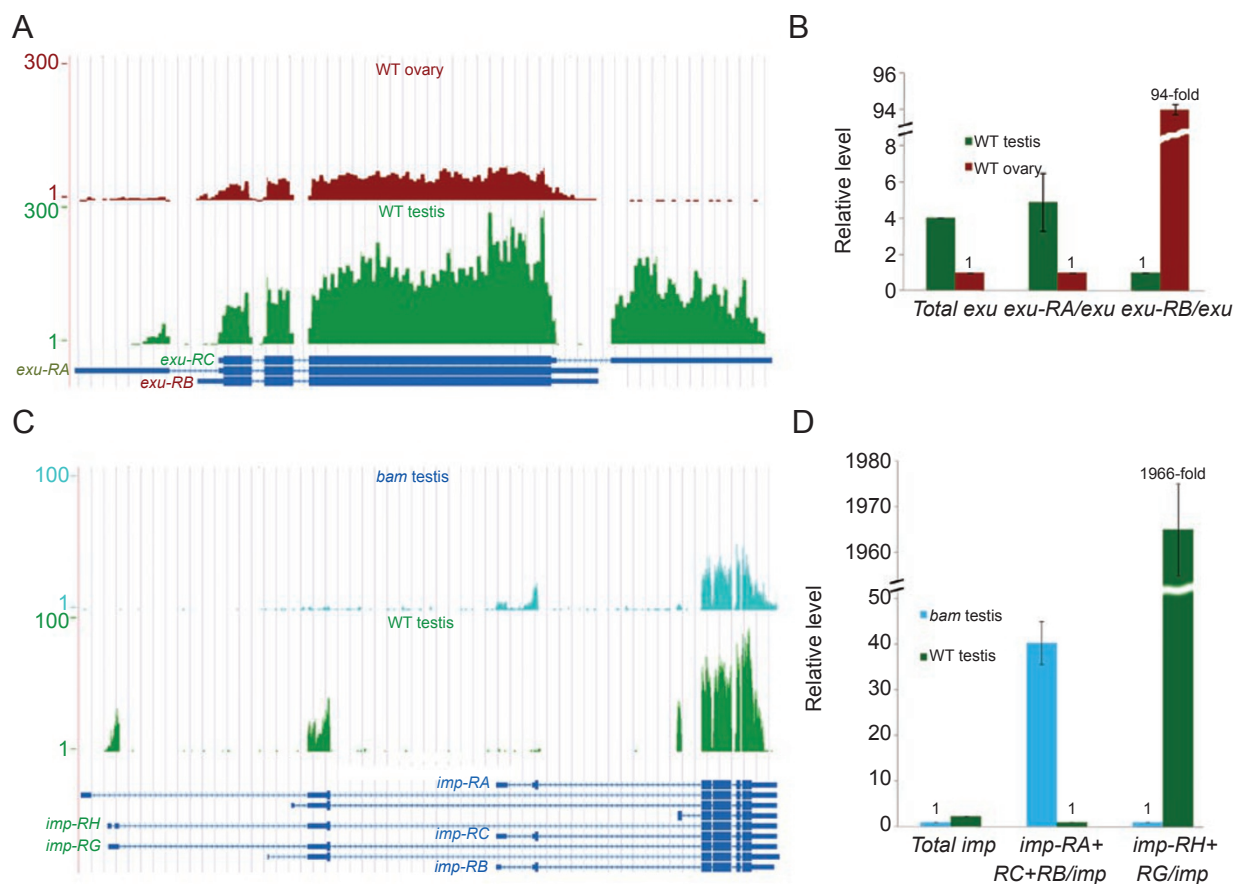 A
300
WT ovary
1
300
WT testis
1
exu-RC
exu-RA
exu-RB
B
96
94
8
6
4
2
0
Relative level
94-fold
WT testis
WT ovary
1
1
1
Total exu
exu-RA/exu
exu-RB/exu
C
100
bam testis
1
100
WT testis
1
imp-RA
imp-RH
imp-RC
imp-RG
imp-RB
D
1980
1970
1960
50
40
30
20
10
0
Relative level
1966-fold
bam testis
WT testis
1
1
1
Total imp
imp-RA+
RC+RB/imp
imp-RH+
RG/imp